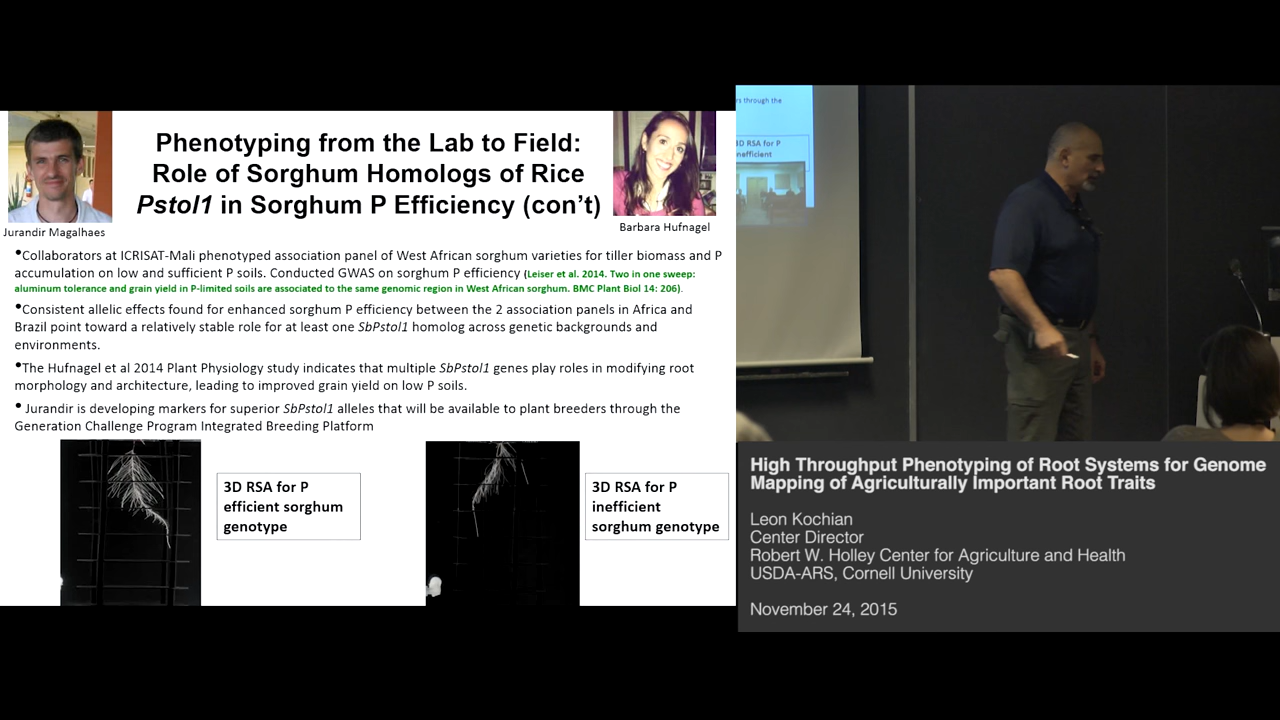 Phenotyping from the Lab to Field:
Role of Sorghum Homologs of Rice
Pstol1 in Sorghum P Efficiency (con’t)
Jurandir Magalhaes
Barbara Hufnagel
•Collaborators at ICRISAT-Mali phenotyped association panel of West African sorghum varieties for tiller biomass and P
accumulation on low and sufficient P soils. Conducted GWAS on sorghum P efficiency (Leiser et al. 2014. Two in one sweep:
aluminum tolerance and grain yield in P-limited soils are associated to the same genomic region in West African sorghum. BMC Plant Biol 14: 206).
•Consistent allelic effects found for enhanced sorghum P efficiency between the 2 association panels in Africa and
Brazil point toward a relatively stable role for at least one SbPstol1 homolog across genetic backgrounds and
environments.
•The Hufnagel et al 2014 Plant Physiology study indicates that multiple SbPstol1 genes play roles in modifying root
morphology and architecture, leading to improved grain yield on low P soils.
• Jurandir is developing markers for superior SbPstol1 alleles that will be available to plant breeders through the
Generation Challenge Program Integrated Breeding Platform
3D RSA for P
efficient sorghum
genotype
3D RSA for P
inefficient
sorghum genotype
rs through the
3D RSA for P
nefficient
High Throughput Phenotyping of Root Systems for Genome
Mapping of Agriculturally Important Root Traits
Leon Kochian
Center Director
Robert W. Holley Center for Agriculture and Health
USDA-ARS, Cornell University
November 24, 2015